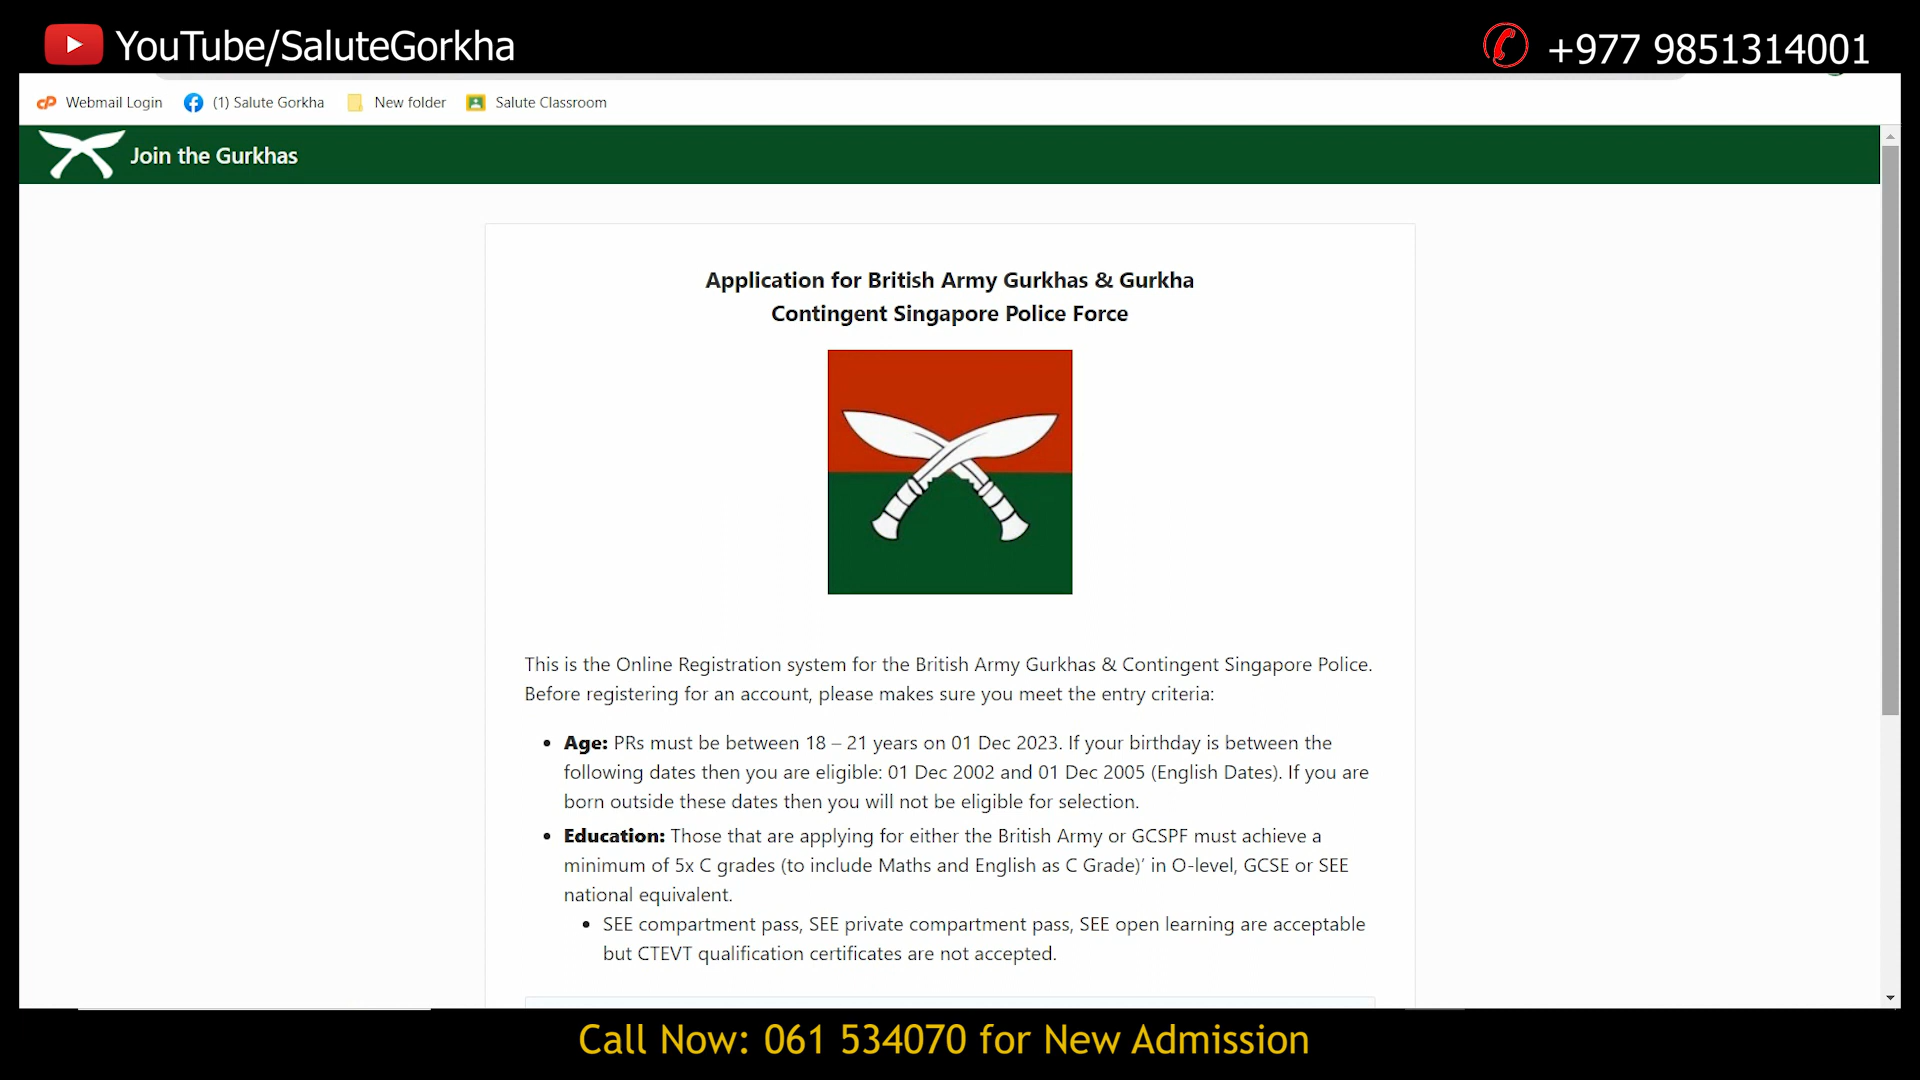 YouTube/SaluteGorkha
+977 9851314001
Webmail Login
(1) Salute Gorkha
New folder
Salute Classroom
Join the Gurkhas
Application for British Army Gurkhas & Gurkha
Contingent Singapore Police Force
This is the Online Registration system for the British Army Gurkhas & Contingent Singapore Police.
Before registering for an account, please makes sure you meet the entry criteria:
• Age: PRs must be between 18 – 21 years on 01 Dec 2023. If your birthday is between the
following dates then you are eligible: 01 Dec 2002 and 01 Dec 2005 (English Dates). If you are
born outside these dates then you will not be eligible for selection.
• Education: Those that are applying for either the British Army or GCSPF must achieve a
minimum of 5x C grades (to include Maths and English as C Grade)’ in O-level, GCSE or SEE
national equivalent.
• SEE compartment pass, SEE private compartment pass, SEE open learning are acceptable
but CTEVT qualification certificates are not accepted.
Call Now: 061 534070 for New Admission